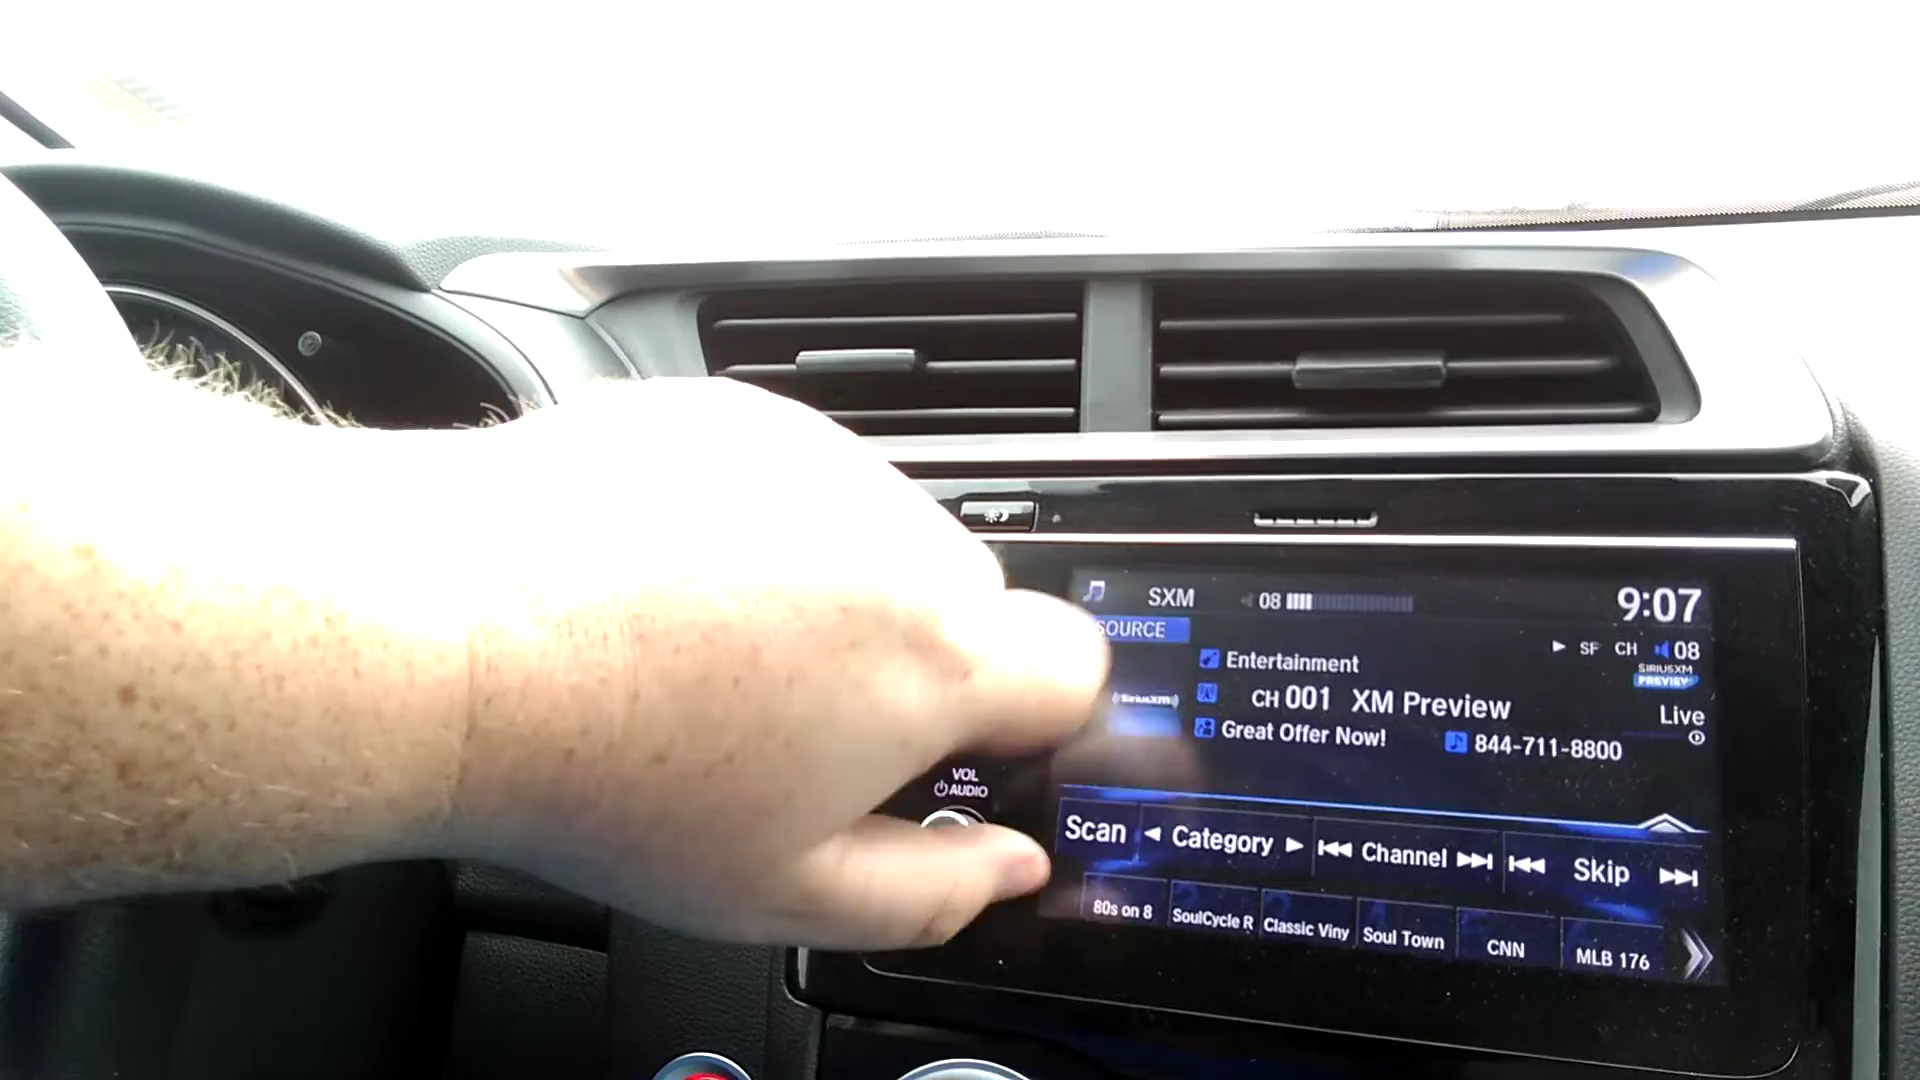 SXM 08 9:07
SOURCE
SF CH 08
Entertainment
SIRIUSXM
PREVIEW
((SiriusXM))
CH 001 XM Preview
Live
Great Offer Now! 844-711-8800
VOL
AUDIO
Scan Category Channel Skip
80s on 8 SoulCycle R Classic Viny Soul Town CNN MLB 176